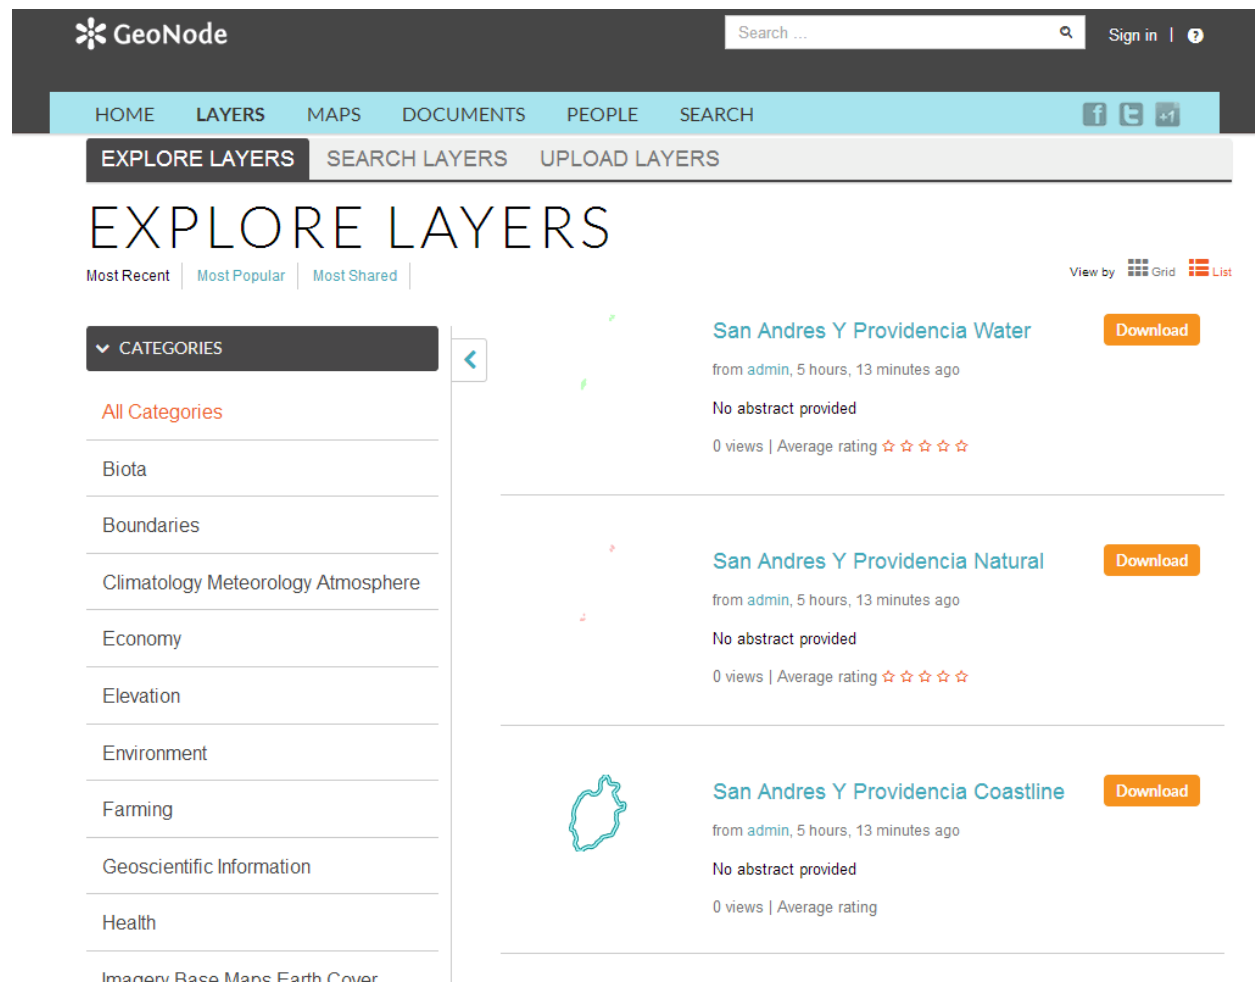 GeoNode
Search ...
Sign in | ?
HOME LAYERS MAPS DOCUMENTS PEOPLE SEARCH
f t +1
EXPLORE LAYERS SEARCH LAYERS UPLOAD LAYERS
EXPLORE LAYERS
Most Recent Most Popular Most Shared
View by Grid List
CATEGORIES
All Categories
Biota
Boundaries
Climatology Meteorology Atmosphere
Economy
Elevation
Environment
Farming
Geoscientific Information
Health
Imagery Base Maps Earth Cover
San Andres Y Providencia Water
Download
from admin, 5 hours, 13 minutes ago
No abstract provided
0 views | Average rating
San Andres Y Providencia Natural
Download
from admin, 5 hours, 13 minutes ago
No abstract provided
0 views | Average rating
San Andres Y Providencia Coastline
Download
from admin, 5 hours, 13 minutes ago
No abstract provided
0 views | Average rating